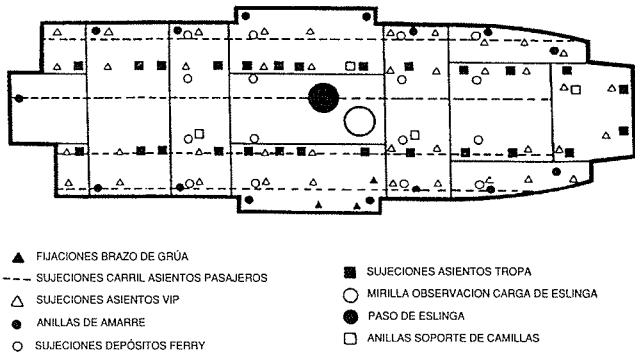 FIJACIONES BRAZO DE GRÚA
SUJECIONES CARRIL ASIENTOS PASAJEROS
SUJECIONES ASIENTOS VIP
ANILLAS DE AMARRE
SUJECIONES DEPÓSITOS FERRY
SUJECIONES ASIENTOS TROPA
MIRILLA OBSERVACION CARGA DE ESLINGA
PASO DE ESLINGA
ANILLAS SOPORTE DE CAMILLAS